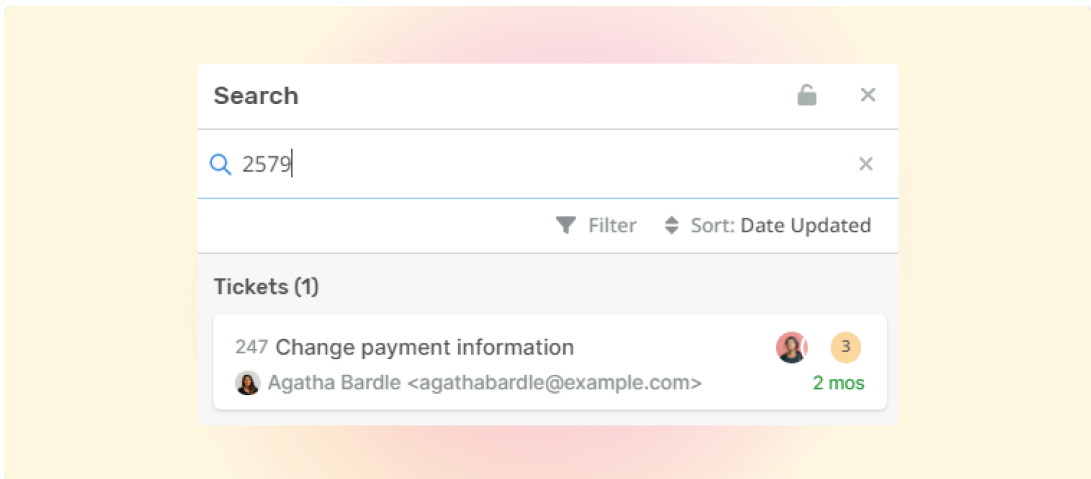 Search
2579
Filter Sort: Date Updated
Tickets (1)
247 Change payment information 3
Agatha Bardle <agathabardle@example.com> 2 mos